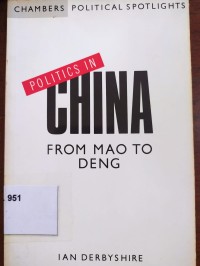 CHAMBERS POLITICAL SPOTLIGHTS
POLITICS IN
CHINA
FROM MAO TO
DENG
951
IAN DERBYSHIRE